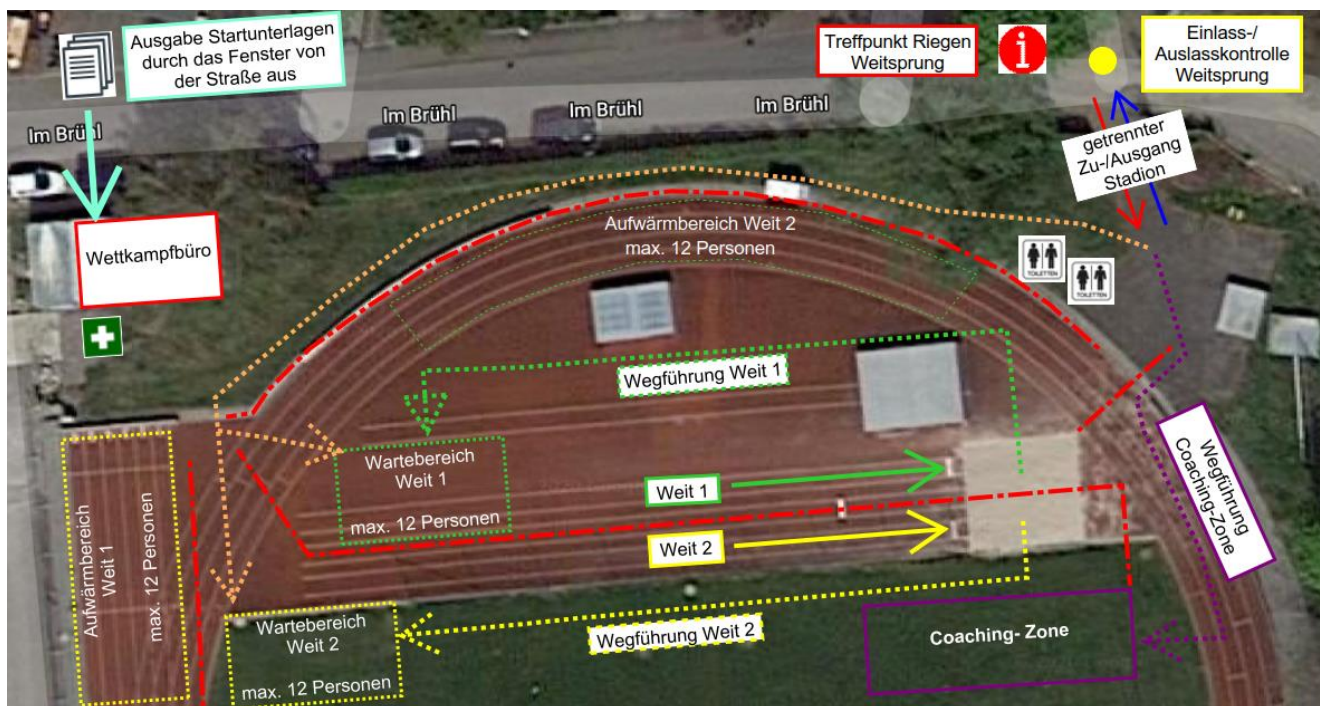 Ausgabe Startunterlagen
durch das Fenster von
der Straße aus
Treffpunkt Riegen
Weitsprung
i
Einlass-/
Auslasskontrolle
Weitsprung
Im Brühl
Im Brühl
Im Brühl
Im Brühl
getrennter
Zu-/Ausgang
Stadion
Wettkampfbüro
Aufwärmbereich Weit 2
max. 12 Personen
TOILETTEN
TOILETTEN
Wegführung Weit 1
Wartebereich
Weit 1
max. 12 Personen
Weit 1
Weit 2
Wegführung
Coaching-Zone
Aufwärmbereich
Weit 1
max. 12 Personen
Wartebereich
Weit 2
max. 12 Personen
Wegführung Weit 2
Coaching- Zone